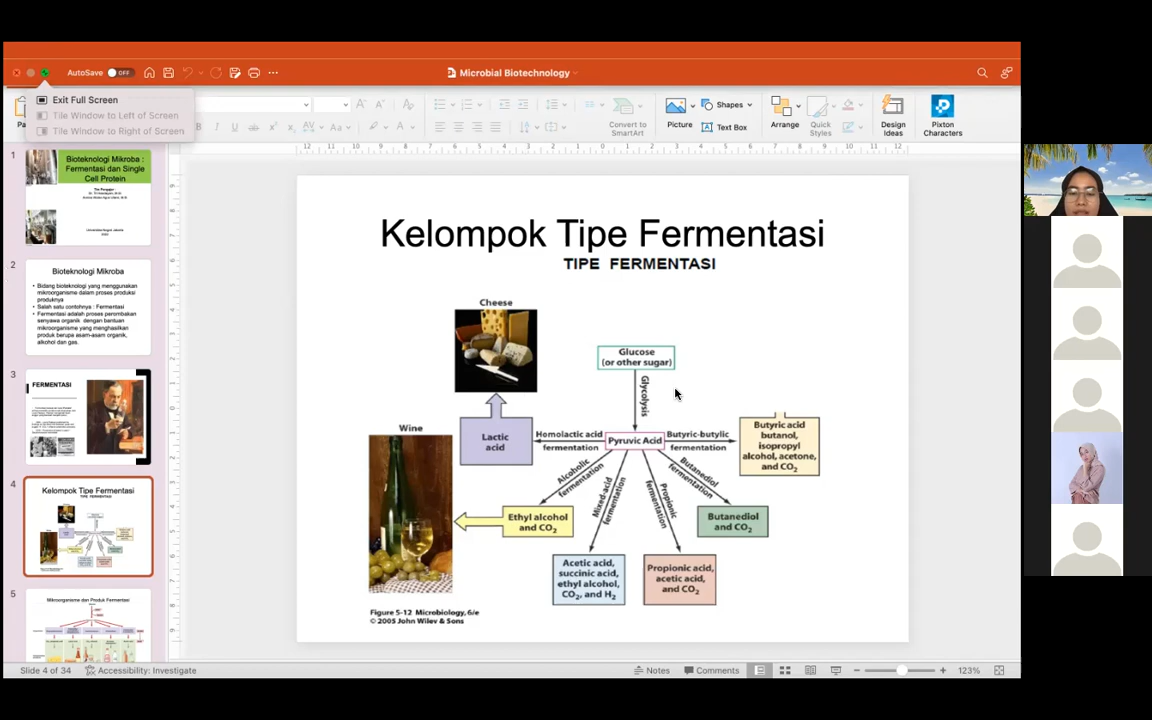 AutoSave OFF
Microbial Biotechnology
Exit Full Screen
Tile Window to Left of Screen
Tile Window to Right of Screen
Convert to
SmartArt
Picture
Shapes
Text Box
Arrange
Quick
Styles
Design
Ideas
Pixton
Characters
1
Bioteknologi Mikroba :
Fermentasi dan Single
Cell Protein
2
Bioteknologi Mikroba
• Bidang bioteknologi yang menggunakan
mikroorganisme dalam proses produksi
produknya
• Salah satu contohnya : Fermentasi
• Fermentasi adalah proses perombakan
senyawa organik dengan bantuan
mikroorganisme yang menghasilkan
produk berupa asam-asam organik,
alkohol dan gas.
3
FERMENTASI
4
Kelompok Tipe Fermentasi
TIPE FERMENTASI
5
Mikroorganisme dan Produk Fermentasi
Kelompok Tipe Fermentasi
TIPE FERMENTASI
Cheese
Glucose
(or other sugar)
Glycolysis
Wine
Lactic
acid
Homolactic acid
fermentation
Pyruvic Acid
Butyric-butylic
fermentation
Butyric acid
butanol,
isopropyl
alcohol, acetone,
and CO2
Alcoholic
fermentation
Mixed-acid
fermentation
Propionic
fermentation
Butanediol
fermentation
Ethyl alcohol
and CO2
Butanediol
and CO2
Acetic acid,
succinic acid,
ethyl alcohol,
CO2, and H2
Propionic acid,
acetic acid,
and CO2
Figure 5-12 Microbiology, 6/e
© 2005 John Wiley & Sons
Slide 4 of 34
Accessibility: Investigate
Notes
Comments
123%